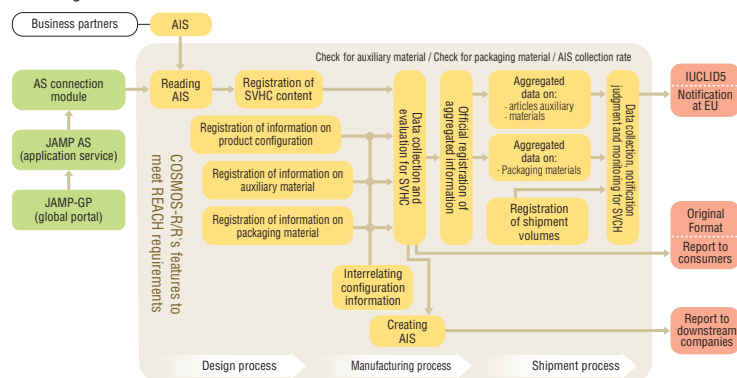 Business partners
AIS
Check for auxiliary material / Check for packaging material / AIS collection rate
AS connection
module
JAMP AS
(application service)
JAMP-GP
(global portal)
COSMOS-R/R's features to
meet REACH requirements
Reading
AIS
Registration of
SVHC content
Registration of information on
product configuration
Registration of information on
auxiliary material
Registration of information on
packaging material
Interrelating
configuration
information
Data collection and
evaluation for SVHC
Official registration of
aggregated information
Aggregated
data on:
· articles auxiliary
· materials
Aggregated
data on:
· Packaging materials
Registration
of shipment
volumes
Data collection, notification
judgment and monitoring for SVCH
Creating
AIS
IUCLID5
Notification
at EU
Original
Format
Report to
consumers
Report to
downstream
companies
Design process
Manufacturing process
Shipment process